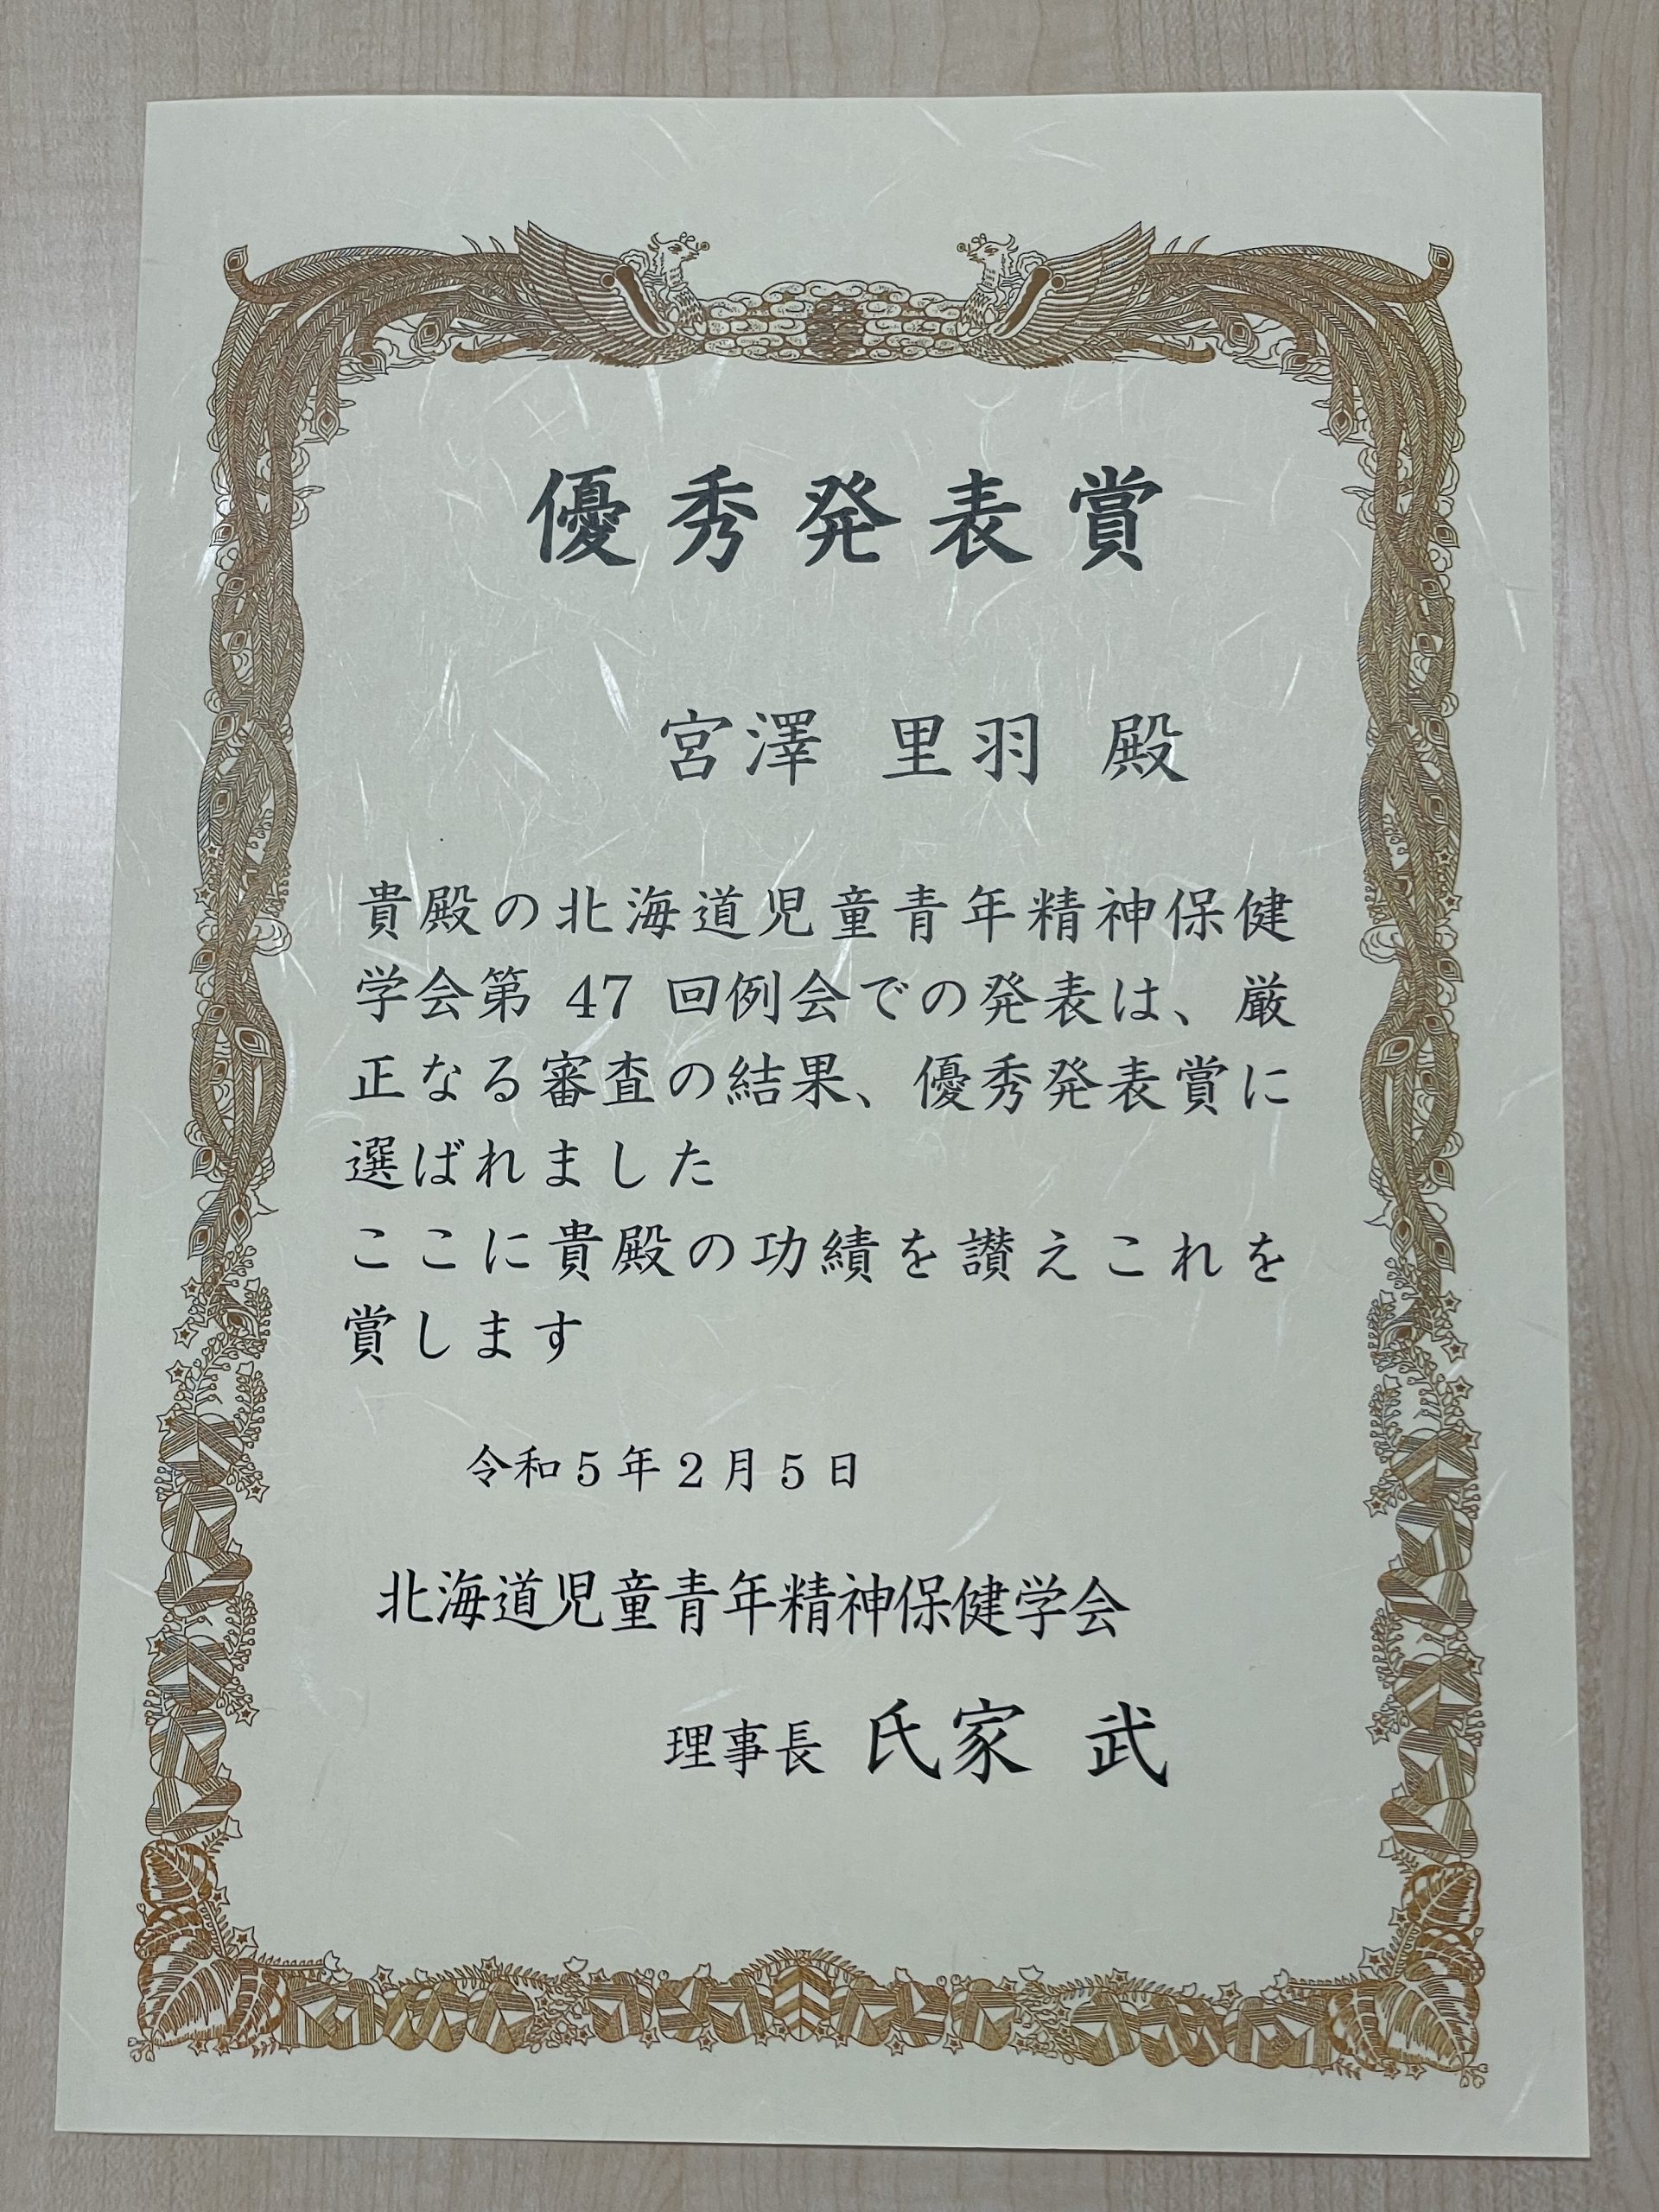 優秀発表賞
宮澤 里羽 殿
貴殿の北海道児童青年精神保健
学会第 47 回例会での発表は、厳
正なる審査の結果、優秀発表賞に
選ばれました
ここに貴殿の功績を讃えこれを
賞します
令和5年2月5日
北海道児童青年精神保健学会
理事長 氏家 武